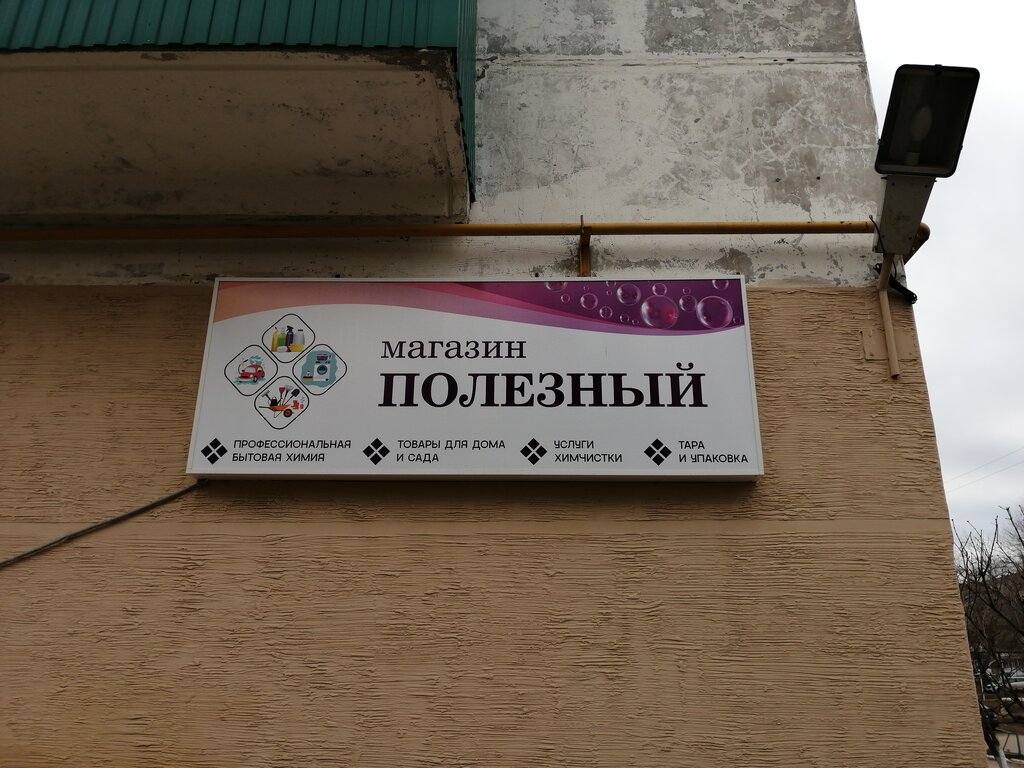 магазин
ПОЛЕЗНЫЙ
ПРОФЕССИОНАЛЬНАЯ
БЫТОВАЯ ХИМИЯ
ТОВАРЫ ДЛЯ ДОМА
И САДА
УСЛУГИ
ХИМЧИСТКИ
ТАРА
И УПАКОВКА